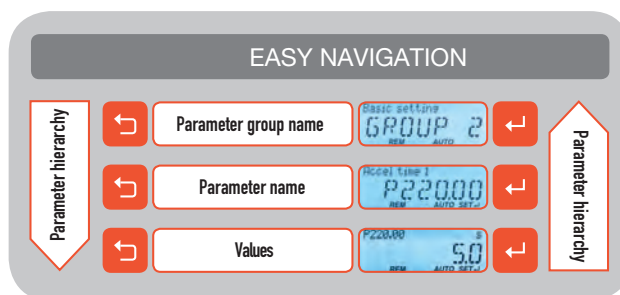 EASY NAVIGATION
Parameter hierarchy
Parameter group name
Basic setting
GROUP 2
REM AUTO
Parameter name
Accel time 1
P220.00
REM AUTO SET↵
Values
P220.00 s
5.0
REM AUTO SET↵
Parameter hierarchy